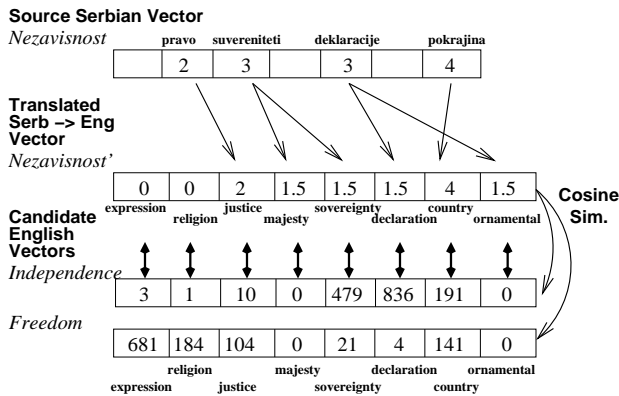 Source Serbian Vector
Nezavisnost
pravo suvereniteti deklaracije pokrajina
2 3 3 4
Translated
Serb –> Eng
Vector
Nezavisnost’
0 0 2 1.5 1.5 1.5 4 1.5
expression justice sovereignty country
religion majesty declaration ornamental
Cosine
Sim.
Candidate
English
Vectors
Independence
3 1 10 0 479 836 191 0
Freedom
681 184 104 0 21 4 141 0
religion majesty declaration ornamental
expression justice sovereignty country